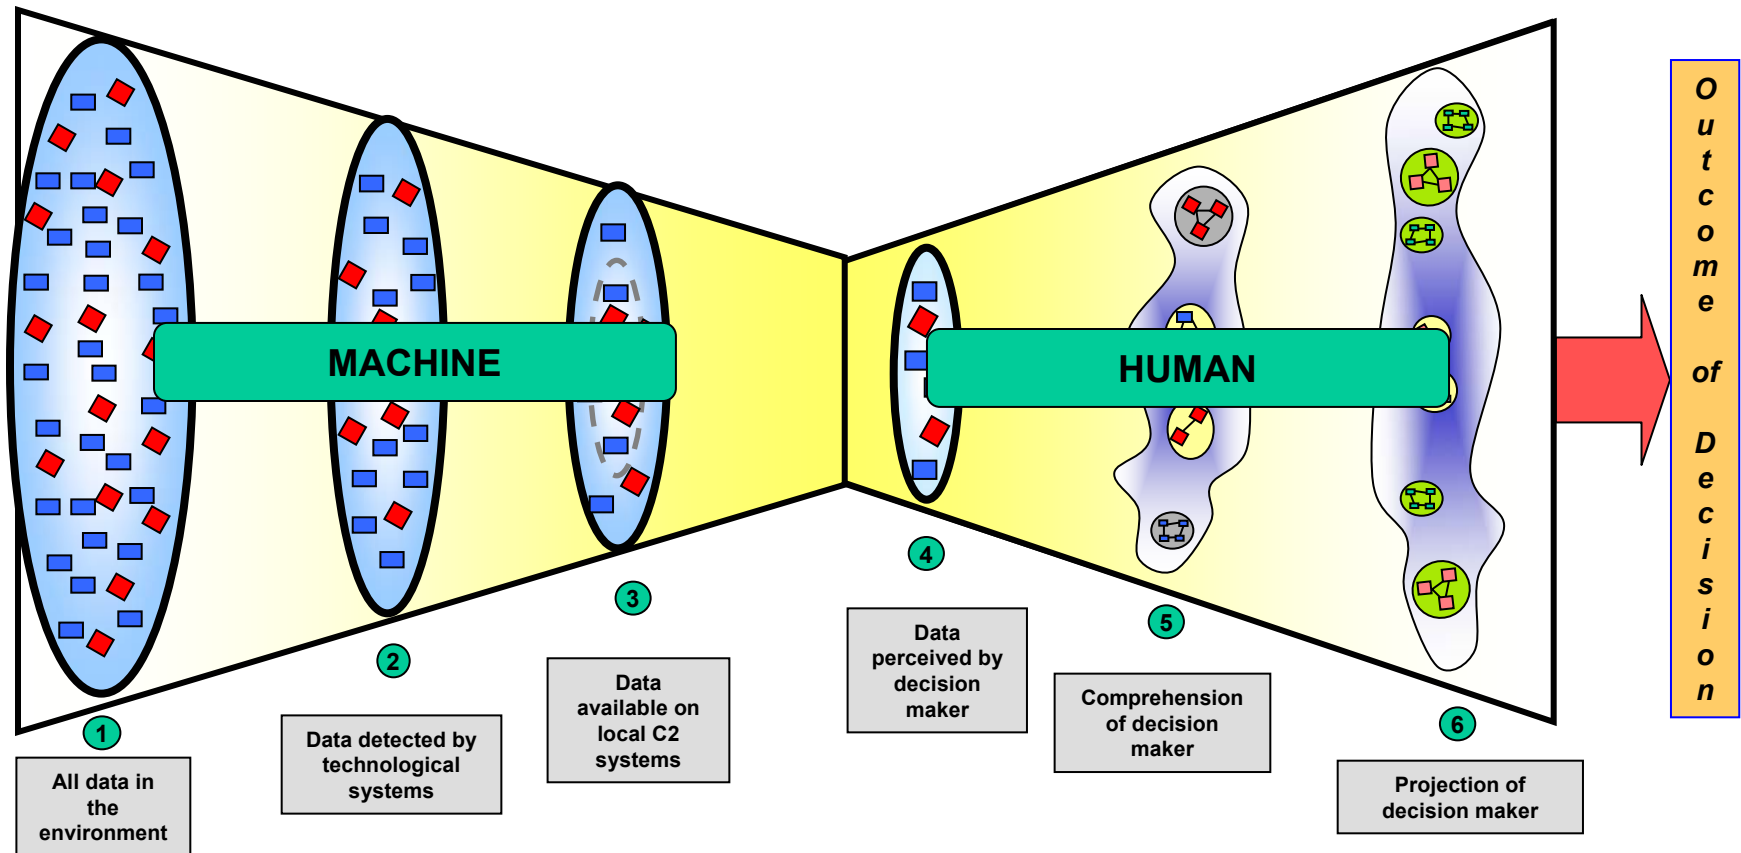 MACHINE
HUMAN
1
All data in
the
environment
2
Data detected by
technological
systems
3
Data
available on
local C2
systems
4
Data
perceived by
decision
maker
5
Comprehension
of decision
maker
6
Projection of
decision maker
Outcome of Decision